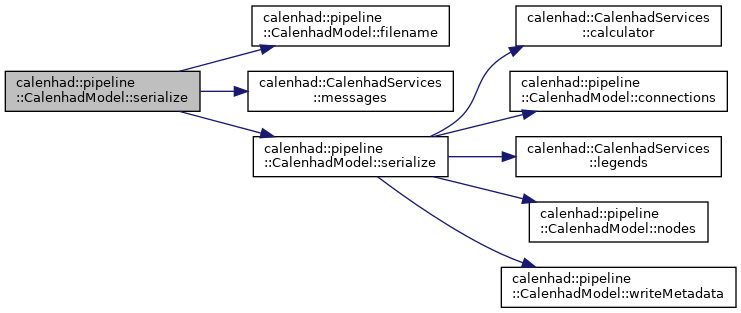 calenhad::pipeline
::CalenhadModel::serialize
calenhad::pipeline
::CalenhadModel::filename
calenhad::CalenhadServices
::messages
calenhad::pipeline
::CalenhadModel::serialize
calenhad::CalenhadServices
::calculator
calenhad::pipeline
::CalenhadModel::connections
calenhad::CalenhadServices
::legends
calenhad::pipeline
::CalenhadModel::nodes
calenhad::pipeline
::CalenhadModel::writeMetadata